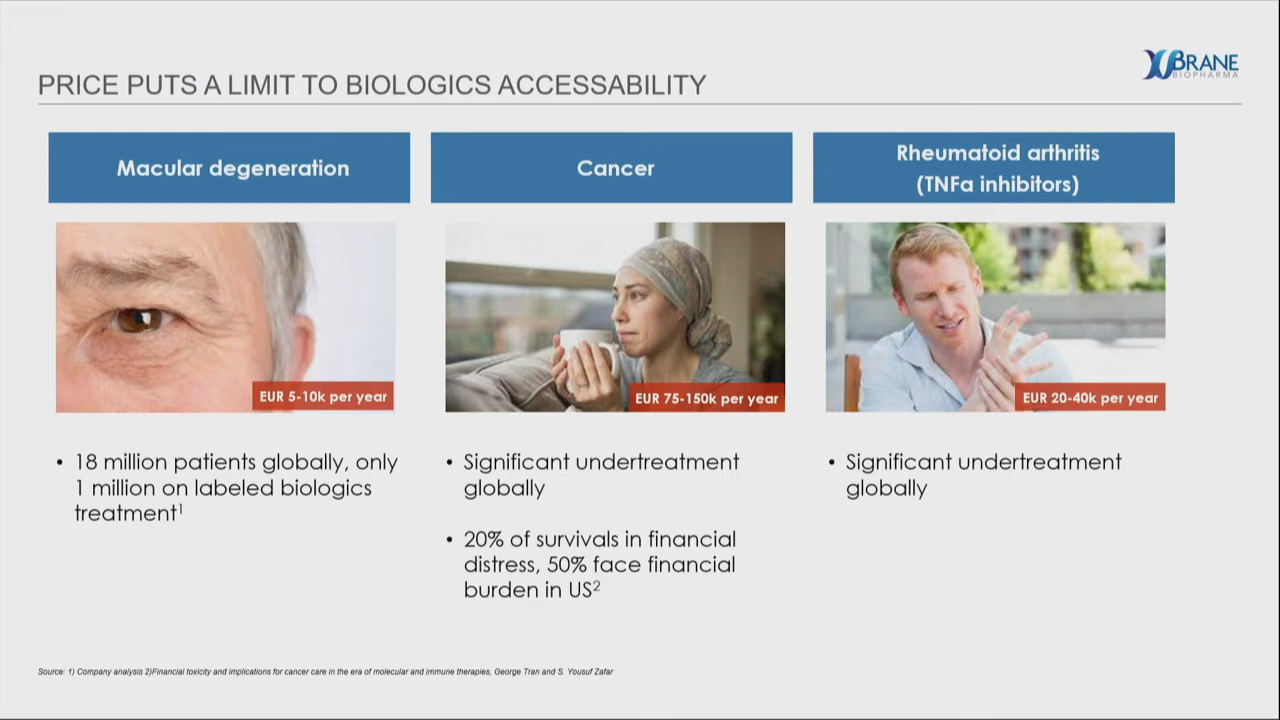 PRICE PUTS A LIMIT TO BIOLOGICS ACCESSABILITY
XBRANE
BIOPHARMA
Macular degeneration
EUR 5-10k per year
• 18 million patients globally, only
1 million on labeled biologics
treatment¹
Cancer
EUR 75-150k per year
• Significant undertreatment
globally
• 20% of survivals in financial
distress, 50% face financial
burden in US²
Rheumatoid arthritis
(TNFa inhibitors)
EUR 20-40k per year
• Significant undertreatment
globally
Source: 1) Company analysis 2)Financial toxicity and implications for cancer care in the era of molecular and immune therapies, George Tran and S. Yousuf Zafar